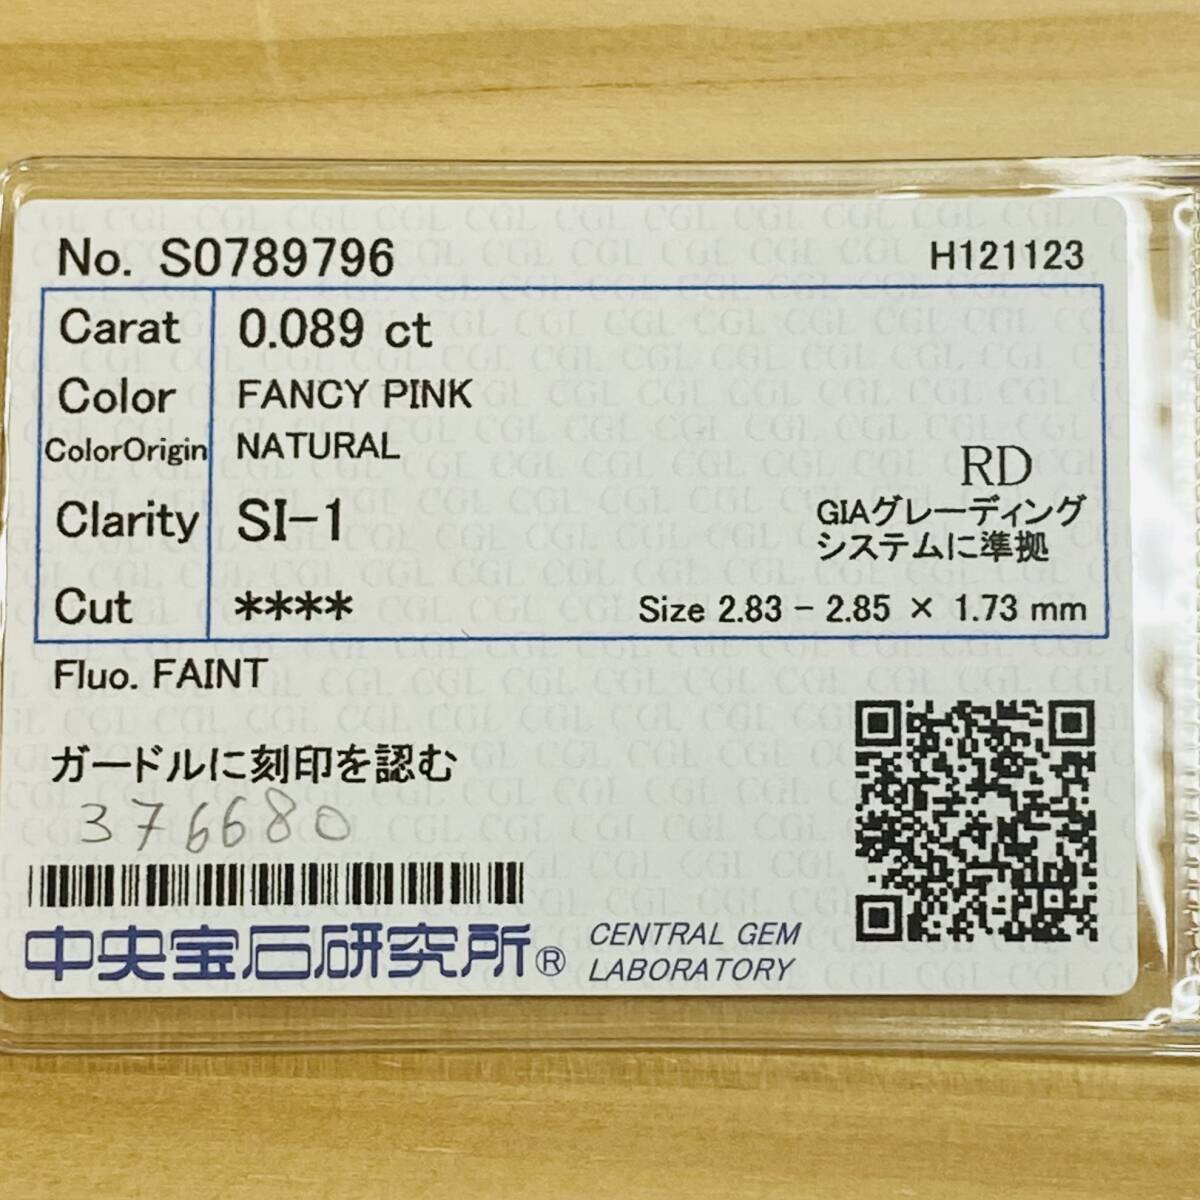 No. S0789796 H121123
Carat 0.089 ct
Color FANCY PINK
ColorOrigin NATURAL
RD
Clarity SI-1 GIAグレーディング
システムに準拠
Cut **** Size 2.83 - 2.85 × 1.73 mm
Fluo. FAINT
ガードルに刻印を認む
376680
中央宝石研究所® CENTRAL GEM
LABORATORY